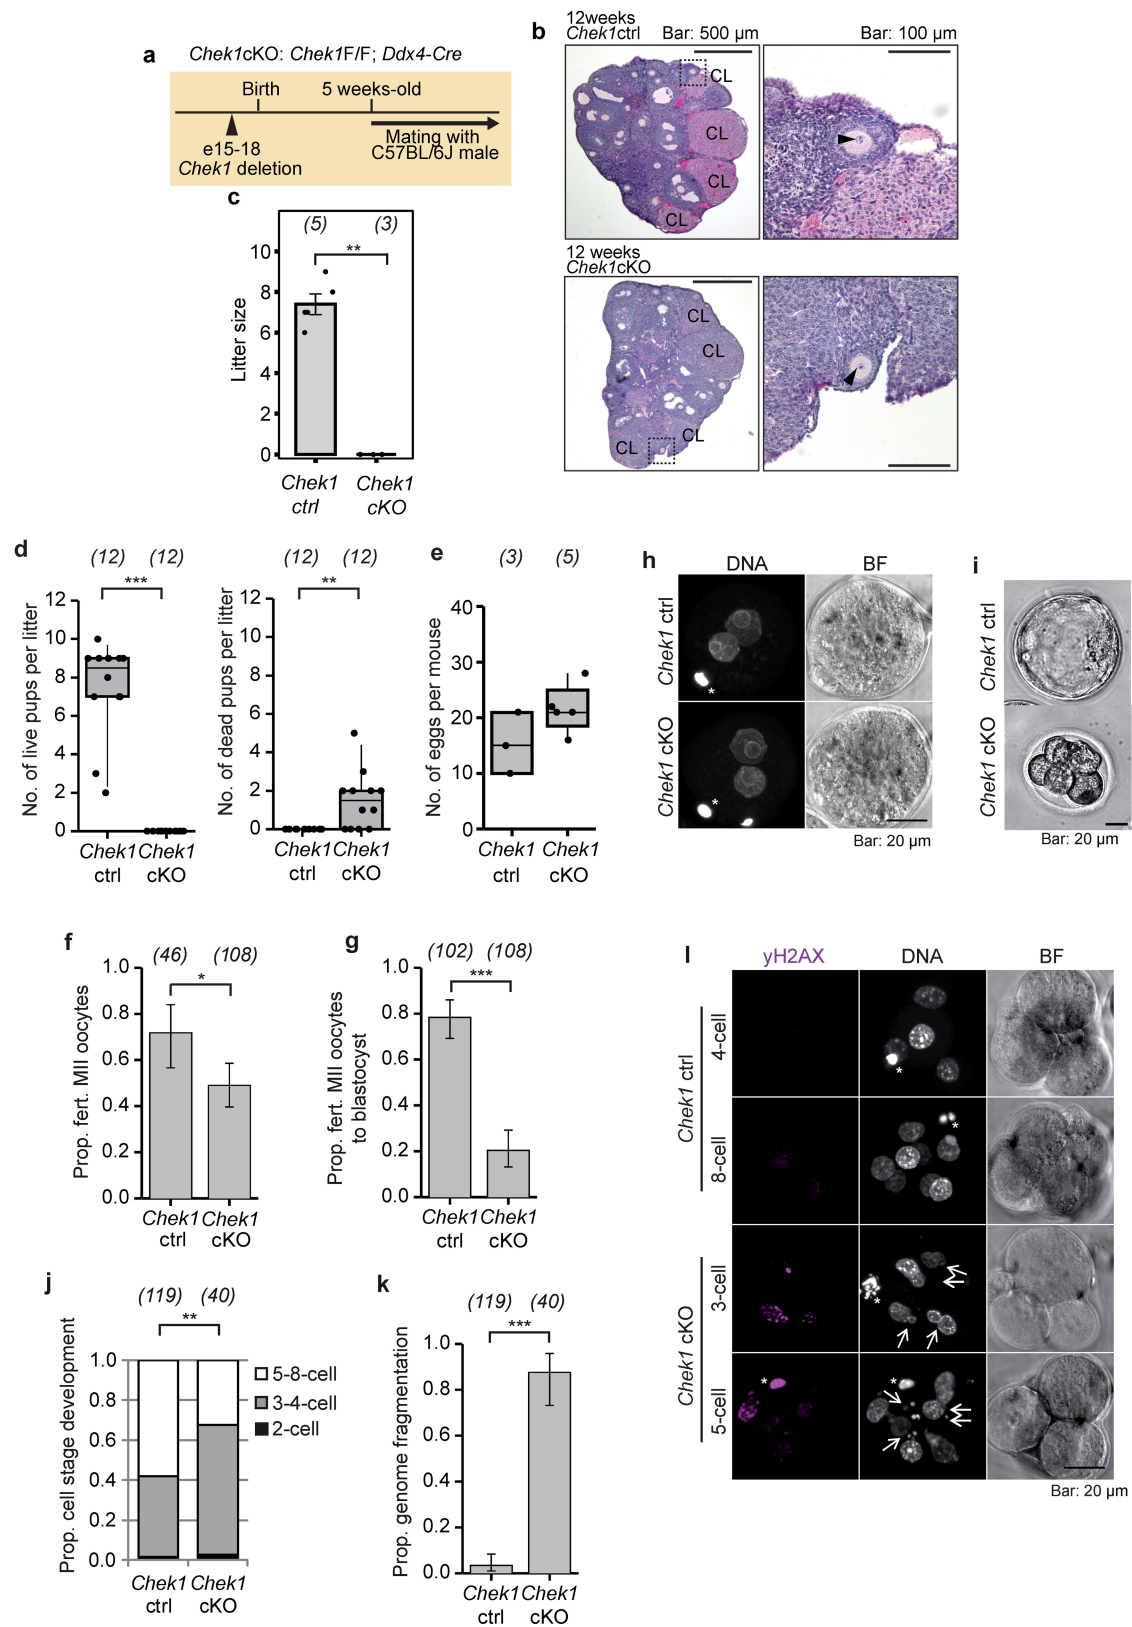 a
Chek1cKO: Chek1F/F; Ddx4-Cre
Birth
5 weeks-old
e15-18
Chek1 deletion
Mating with
C57BL/6J male
b
12weeks
Chek1ctrl
Bar: 500 µm
Bar: 100 µm
CL
CL
CL
CL
12 weeks
Chek1cKO
CL
CL
CL
CL
c
(5)
(3)
**
Litter size
10
8
6
4
2
0
Chek1
ctrl
Chek1
cKO
d
(12)
(12)
***
No. of live pups per litter
12
10
8
6
4
2
0
Chek1
ctrl
Chek1
cKO
(12)
(12)
**
No. of dead pups per litter
12
10
8
6
4
2
0
Chek1
ctrl
Chek1
cKO
e
(3)
(5)
No. of eggs per mouse
40
30
20
10
0
Chek1
ctrl
Chek1
cKO
h
DNA
BF
Chek1 ctrl
*
Chek1 cKO
*
Bar: 20 µm
i
Chek1 ctrl
Chek1 cKO
Bar: 20 µm
f
(46)
(108)
*
Prop. fert. MII oocytes
1.0
0.8
0.6
0.4
0.2
0.0
Chek1
ctrl
Chek1
cKO
g
(102)
(108)
***
Prop. fert. MII oocytes
to blastocyst
1.0
0.8
0.6
0.4
0.2
0.0
Chek1
ctrl
Chek1
cKO
j
(119)
(40)
**
Prop. cell stage development
1.0
0.8
0.6
0.4
0.2
0.0
5-8-cell
3-4-cell
2-cell
Chek1
ctrl
Chek1
cKO
k
(119)
(40)
***
Prop. genome fragmentation
1.0
0.8
0.6
0.4
0.2
0.0
Chek1
ctrl
Chek1
cKO
l
yH2AX
DNA
BF
Chek1 ctrl
4-cell
*
8-cell
*
Chek1 cKO
3-cell
*
5-cell
*
*
Bar: 20 µm